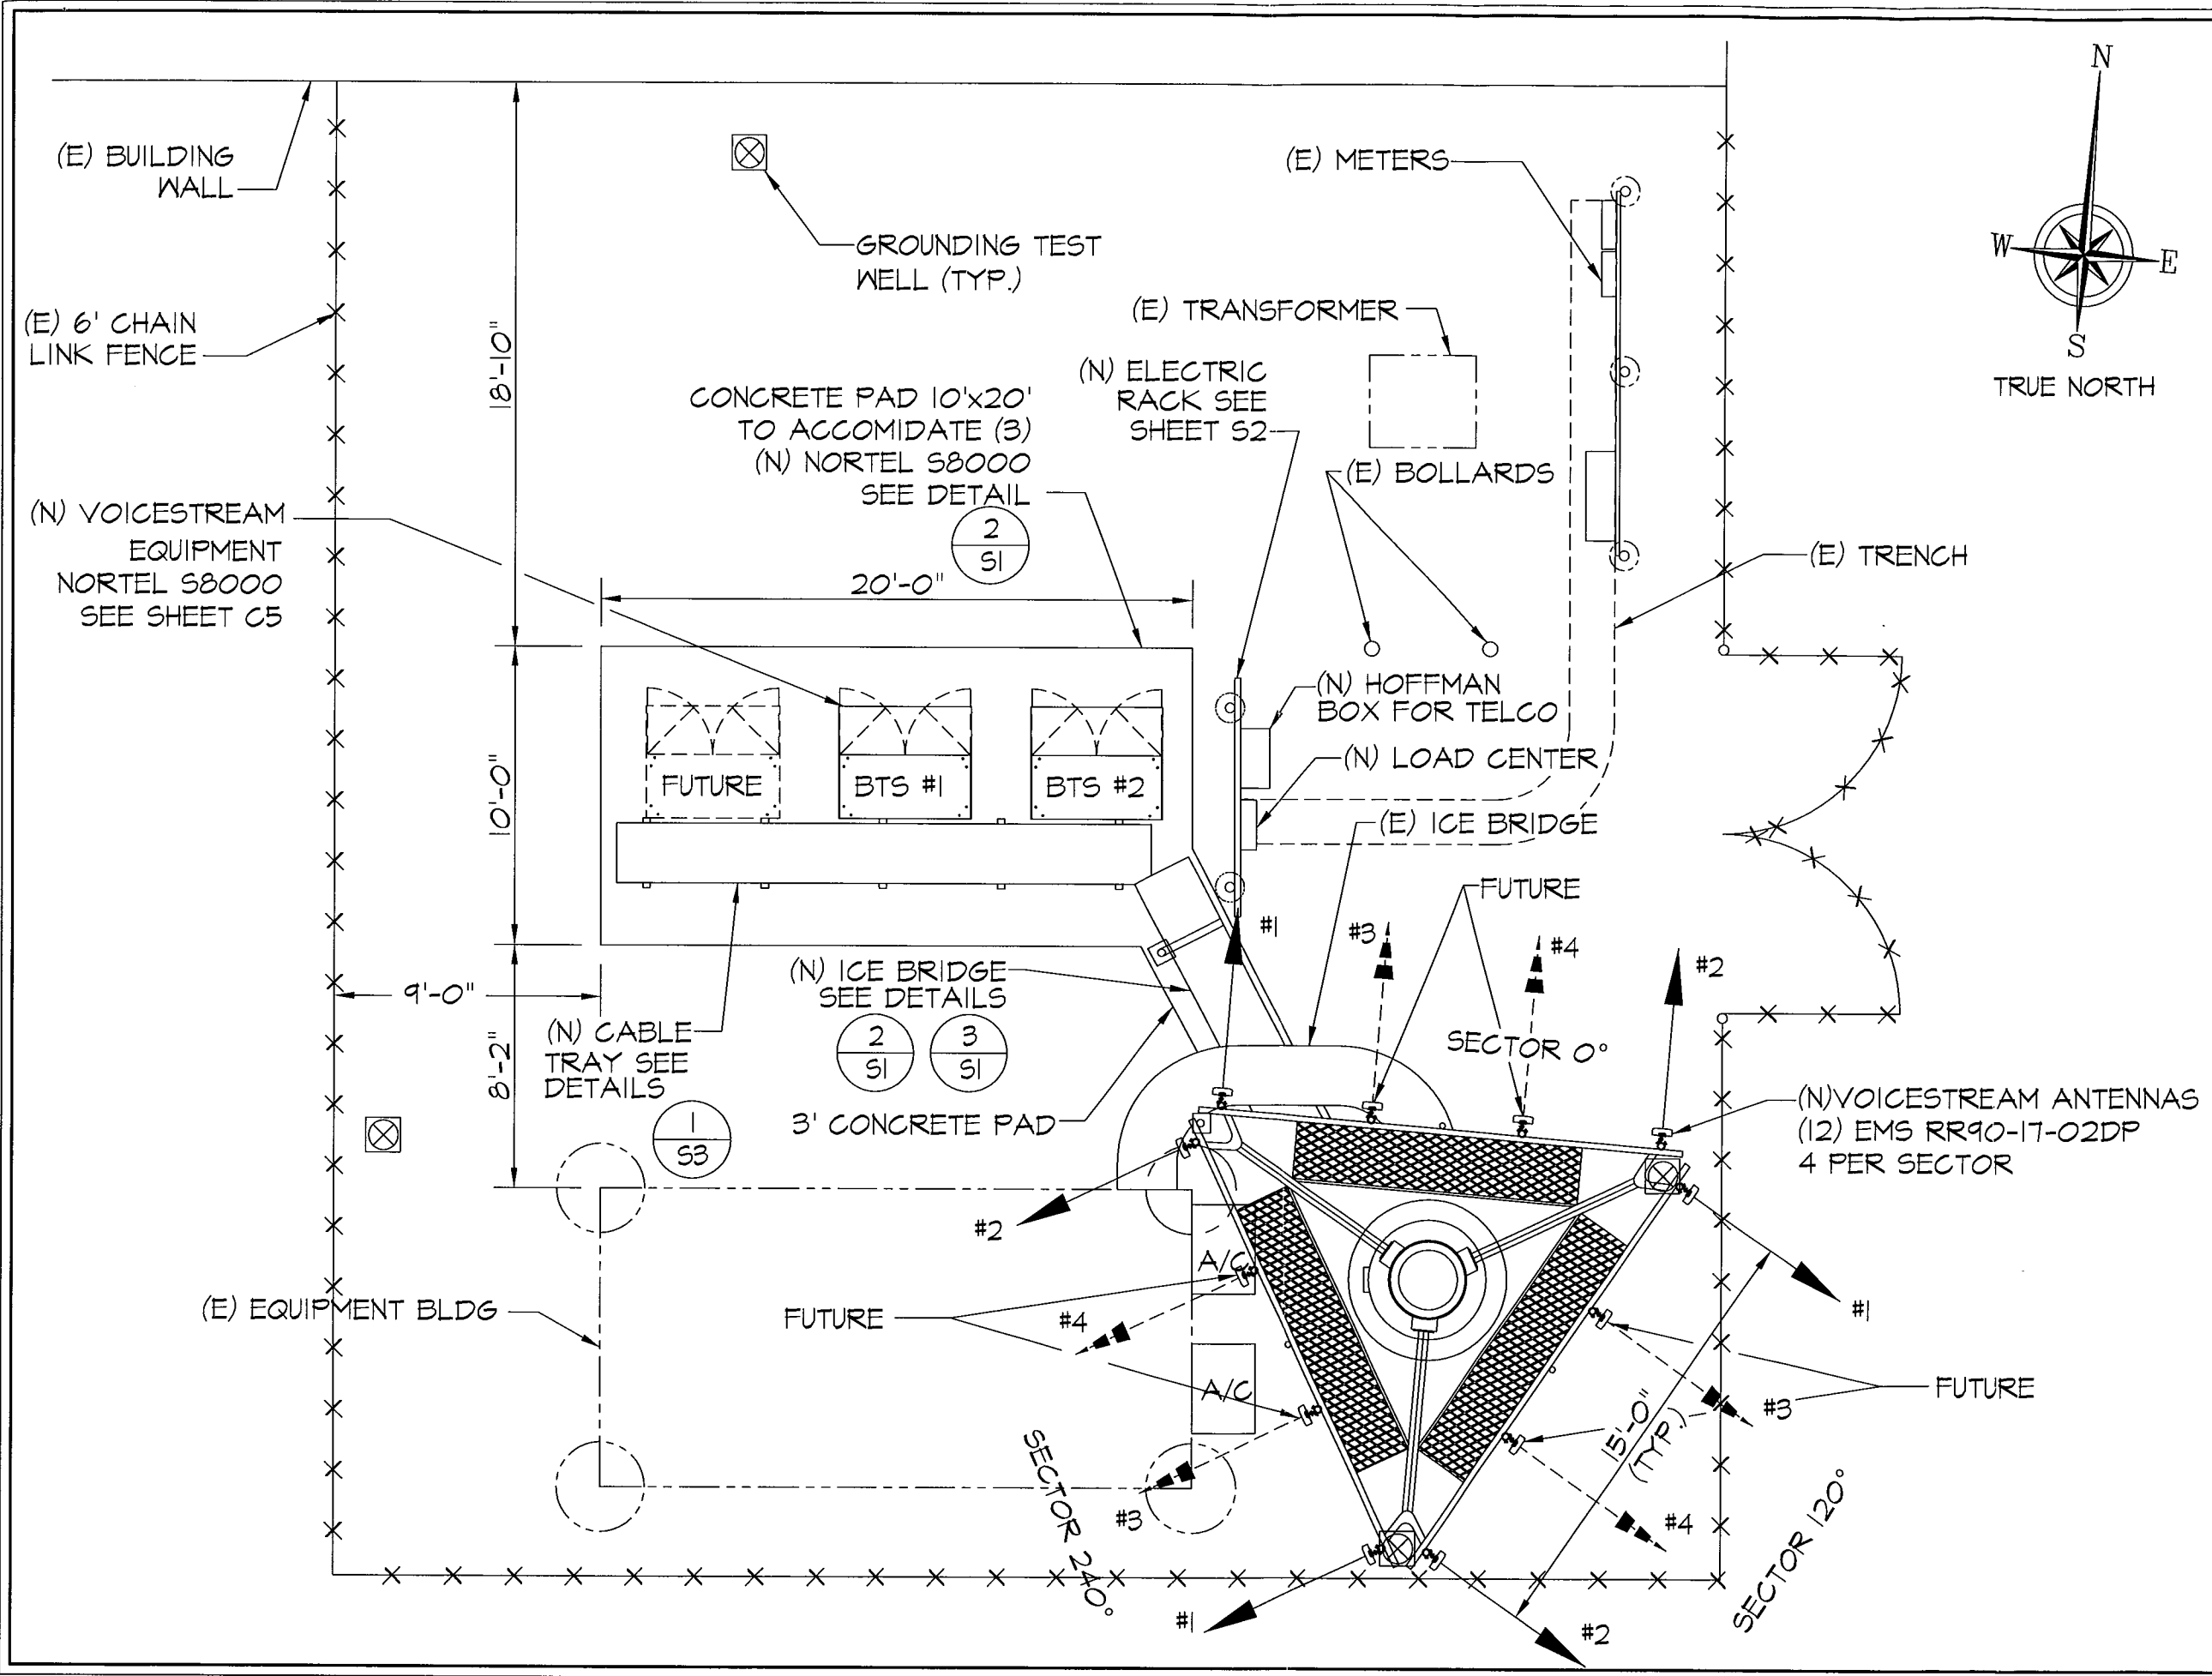 N
W
E
S
TRUE NORTH
(E) BUILDING
WALL
(E) 6' CHAIN
LINK FENCE
(N) VOICESTREAM
EQUIPMENT
NORTEL S8000
SEE SHEET C5
18'-10"
GROUNDING TEST
WELL (TYP.)
(E) METERS
(E) TRANSFORMER
(N) ELECTRIC
RACK SEE
SHEET S2
CONCRETE PAD 10'x20'
TO ACCOMIDATE (3)
(N) NORTEL S8000
SEE DETAIL
2
S1
20'-0"
(E) BOLLARDS
(E) TRENCH
(N) HOFFMAN
BOX FOR TELCO
(N) LOAD CENTER
(E) ICE BRIDGE
FUTURE
BTS #1
BTS #2
10'-0"
FUTURE
#1
#3
#4
#2
SECTOR 0°
9'-0"
8'-2"
(N) ICE BRIDGE
SEE DETAILS
2
S1
3
S1
(N) CABLE
TRAY SEE
DETAILS
1
S3
3' CONCRETE PAD
(N)VOICESTREAM ANTENNAS
(12) EMS RR90-17-02DP
4 PER SECTOR
#2
A/C
#4
(E) EQUIPMENT BLDG
FUTURE
A/C
#3
SECTOR 240°
#1
#1
FUTURE
#3
15'-0"
(TYP.)
#4
SECTOR 120°
#2